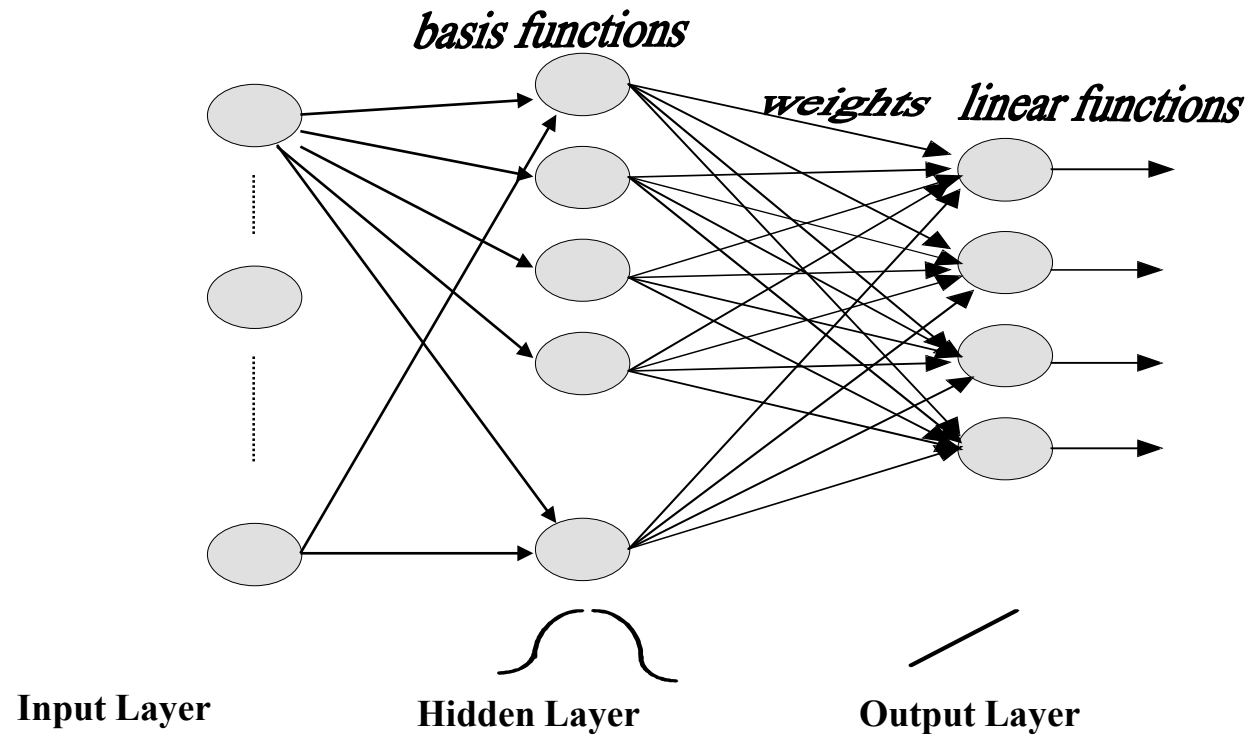 basis functions
weights
linear functions
Input Layer
Hidden Layer
Output Layer